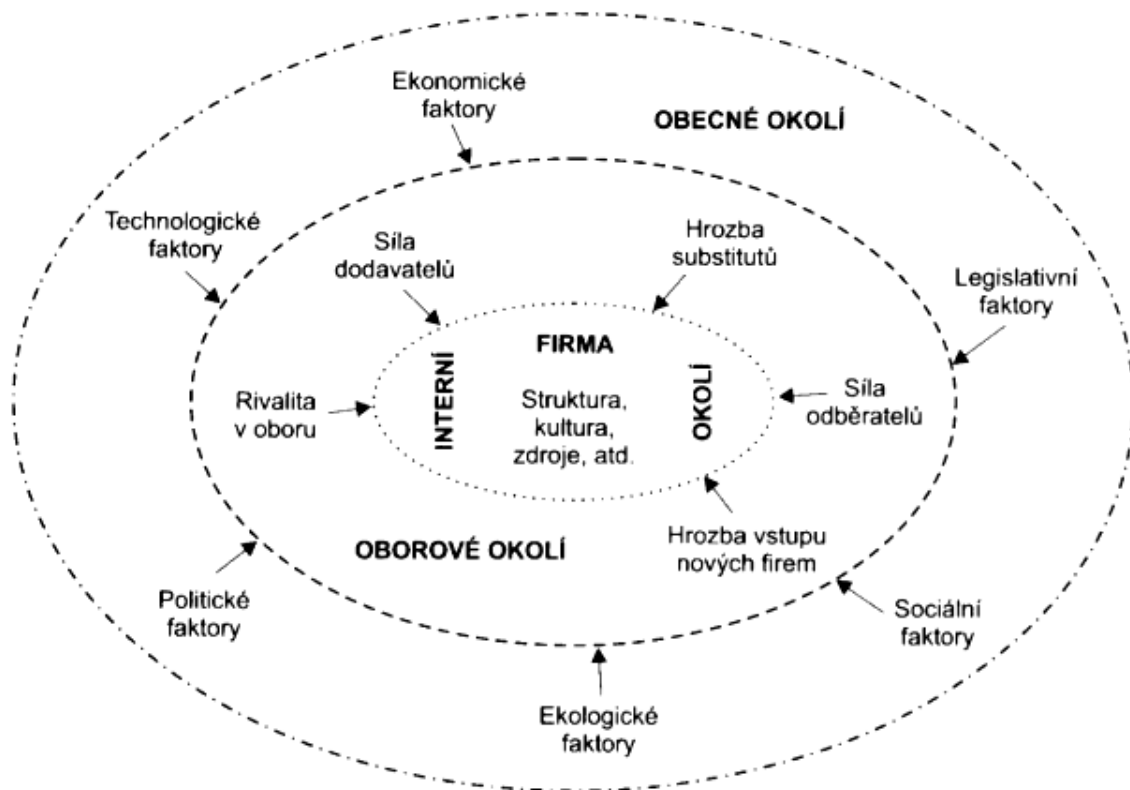 Ekonomické
faktory
OBECNÉ OKOLÍ
Technologické
faktory
Síla
dodavatelů
Hrozba
substitutů
Legislativní
faktory
FIRMA
INTERNÍ
OKOLÍ
Struktura,
kultura,
zdroje, atd.
Rivalita
v oboru
Síla
odběratelů
OBOROVÉ OKOLÍ
Hrozba vstupu
nových firem
Politické
faktory
Sociální
faktory
Ekologické
faktory